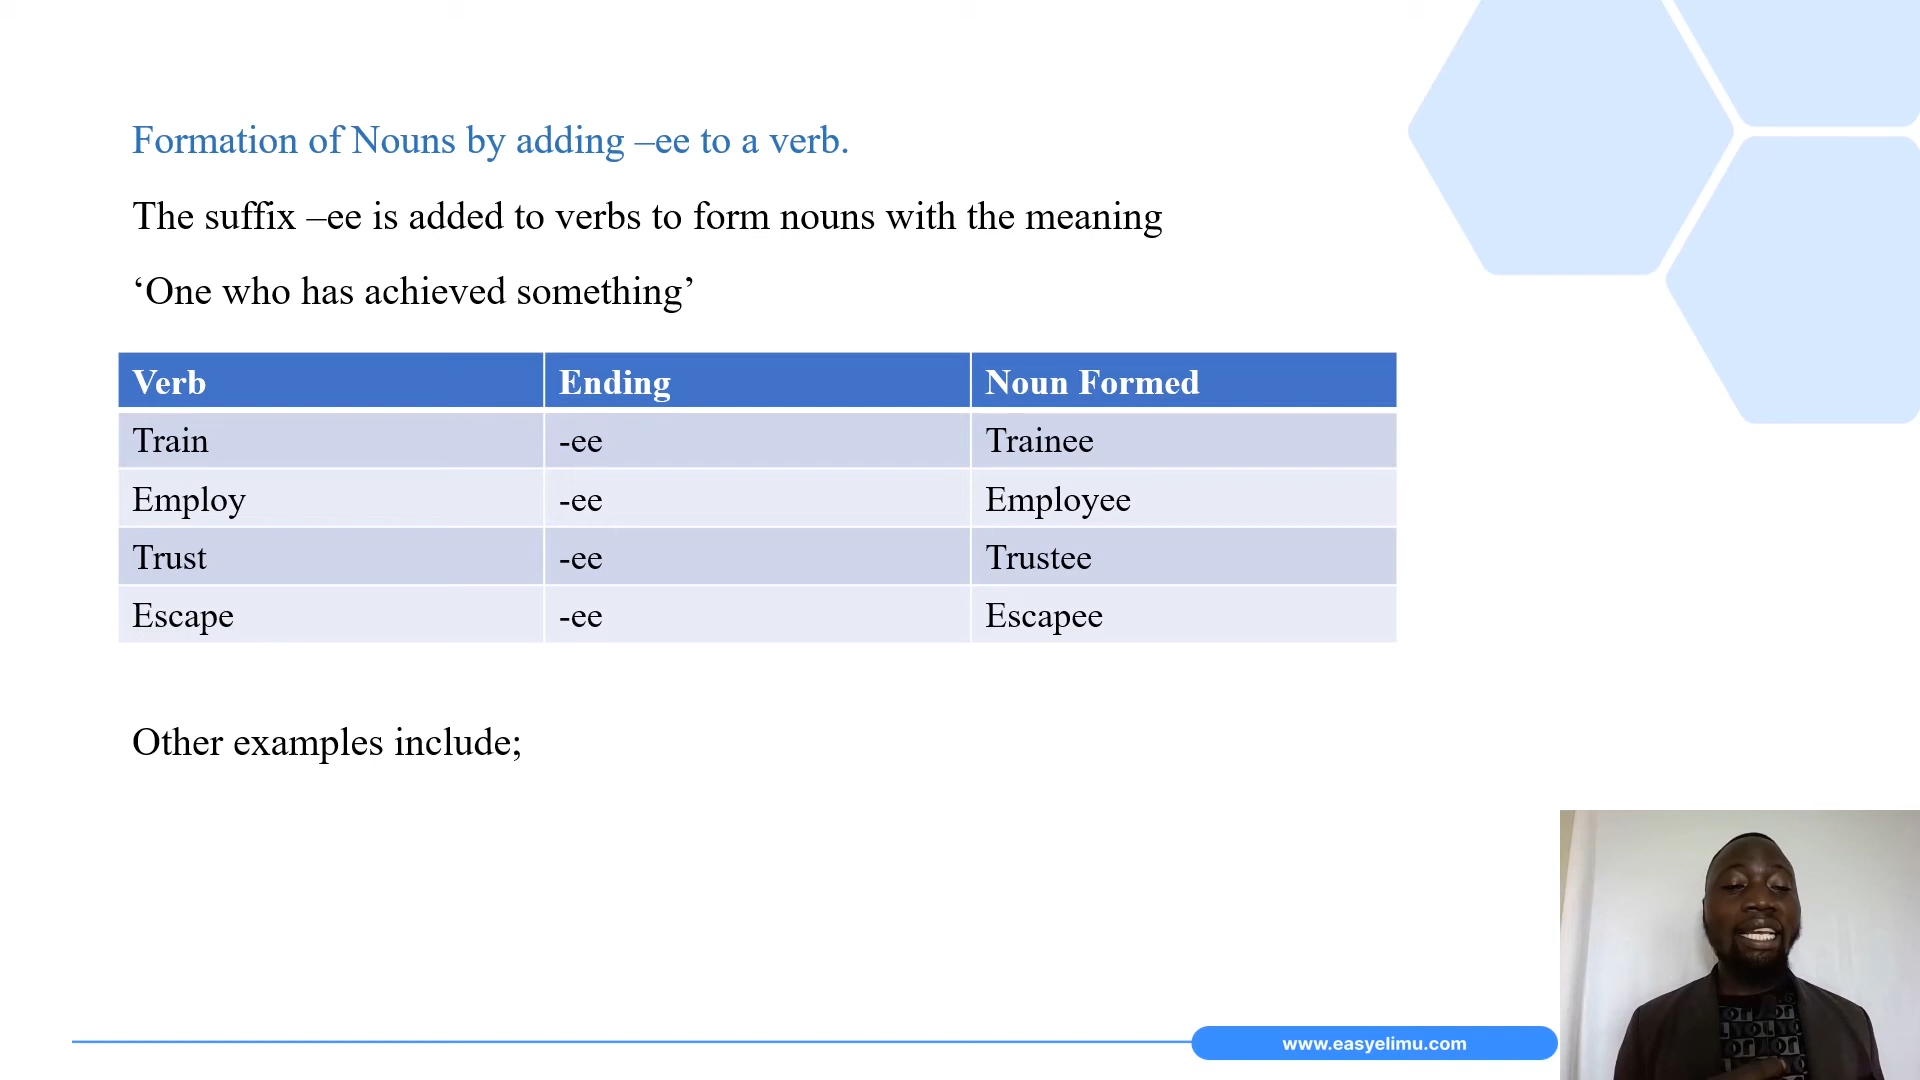 Formation of Nouns by adding –ee to a verb.
The suffix –ee is added to verbs to form nouns with the meaning
‘One who has achieved something’
Verb Ending Noun Formed
Train -ee Trainee
Employ -ee Employee
Trust -ee Trustee
Escape -ee Escapee
Other examples include;
www.easyelimu.com